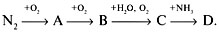 N₂ —+O₂→ A —+O₂→ B —+H₂O, O₂→ C —+NH₃→ D.